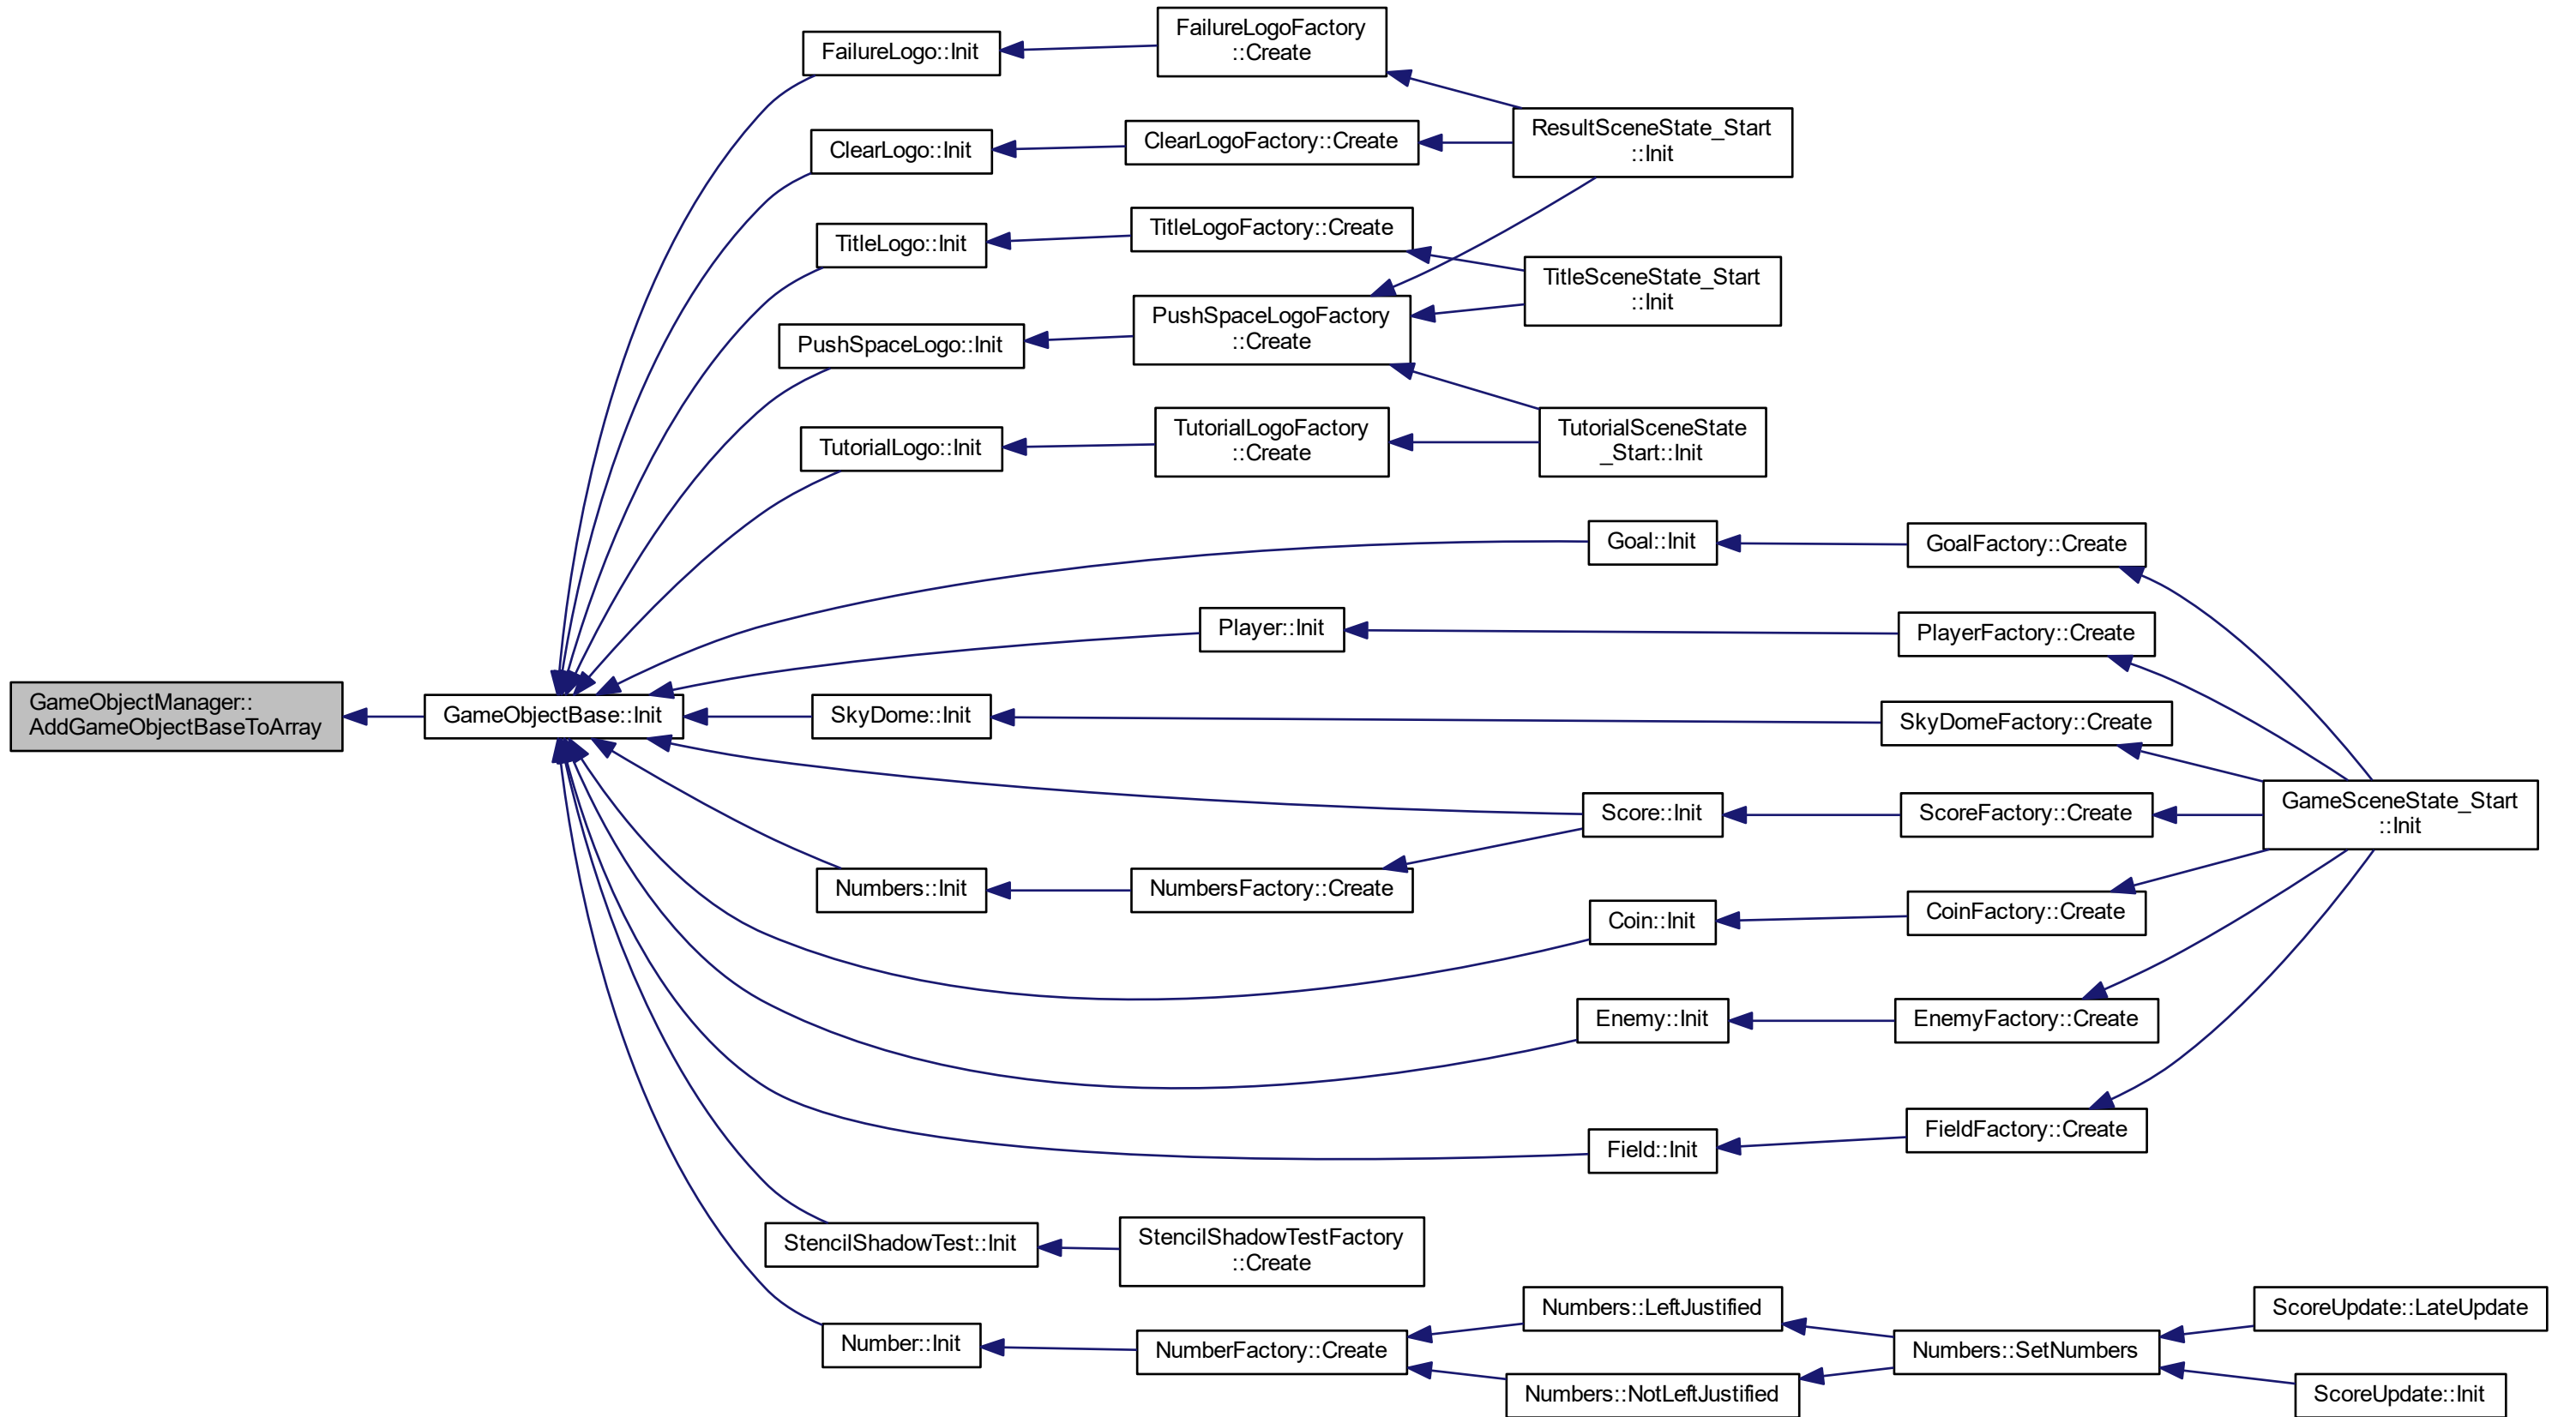 FailureLogo::Init
FailureLogoFactory
::Create
ResultSceneState_Start
::Init
ClearLogo::Init
ClearLogoFactory::Create
TitleLogo::Init
TitleLogoFactory::Create
TitleSceneState_Start
::Init
PushSpaceLogo::Init
PushSpaceLogoFactory
::Create
TutorialLogo::Init
TutorialLogoFactory
::Create
TutorialSceneState
_Start::Init
Goal::Init
GoalFactory::Create
Player::Init
PlayerFactory::Create
GameObjectManager::
AddGameObjectBaseToArray
GameObjectBase::Init
SkyDome::Init
SkyDomeFactory::Create
Score::Init
ScoreFactory::Create
GameSceneState_Start
::Init
Numbers::Init
NumbersFactory::Create
Coin::Init
CoinFactory::Create
Enemy::Init
EnemyFactory::Create
Field::Init
FieldFactory::Create
StencilShadowTest::Init
StencilShadowTestFactory
::Create
Number::Init
NumberFactory::Create
Numbers::LeftJustified
Numbers::NotLeftJustified
Numbers::SetNumbers
ScoreUpdate::LateUpdate
ScoreUpdate::Init